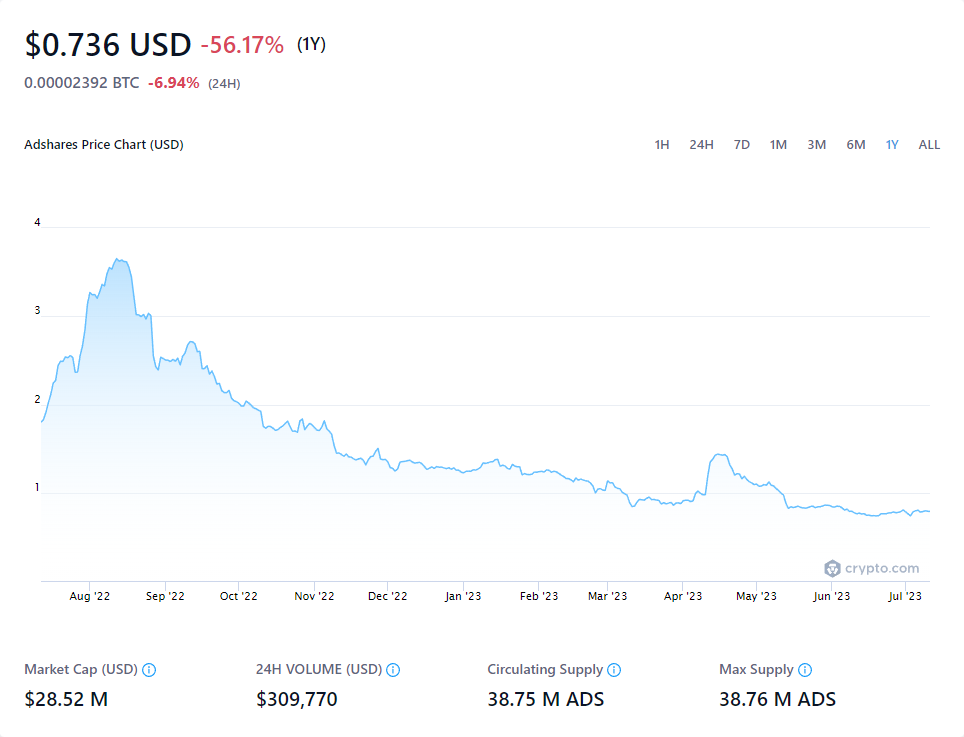 $0.736 USD -56.17% (1Y)
0.00002392 BTC -6.94% (24H)
Adshares Price Chart (USD) 1H 24H 7D 1M 3M 6M 1Y ALL
4
3
2
1
crypto.com
Aug '22 Sep '22 Oct '22 Nov '22 Dec '22 Jan '23 Feb '23 Mar '23 Apr '23 May '23 Jun '23 Jul '23
Market Cap (USD) 24H VOLUME (USD) Circulating Supply Max Supply
$28.52 M $309,770 38.75 M ADS 38.76 M ADS